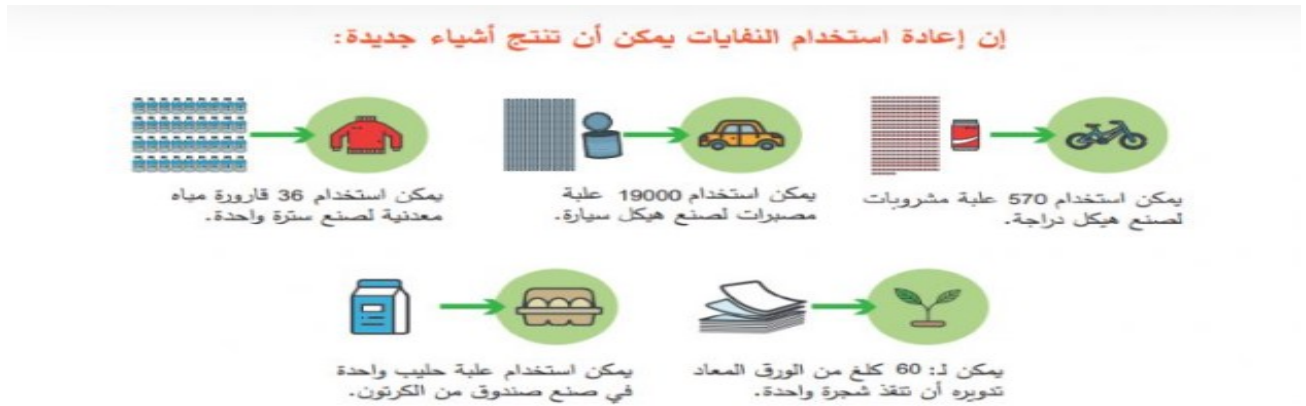 إن إعادة استخدام النفايات يمكن أن تنتج أشياء جديدة:
يمكن استخدام 570 علبة مشروبات
لصنع هيكل دراجة.
يمكن استخدام 19000 علبة
مصبرات لصنع هيكل سيارة.
يمكن استخدام 36 قارورة مياه
معدنية لصنع سترة واحدة.
يمكن لـ: 60 كلغ من الورق المعاد
تدويره أن تنقذ شجرة واحدة.
يمكن استخدام علبة حليب واحدة
في صنع صندوق من الكرتون.